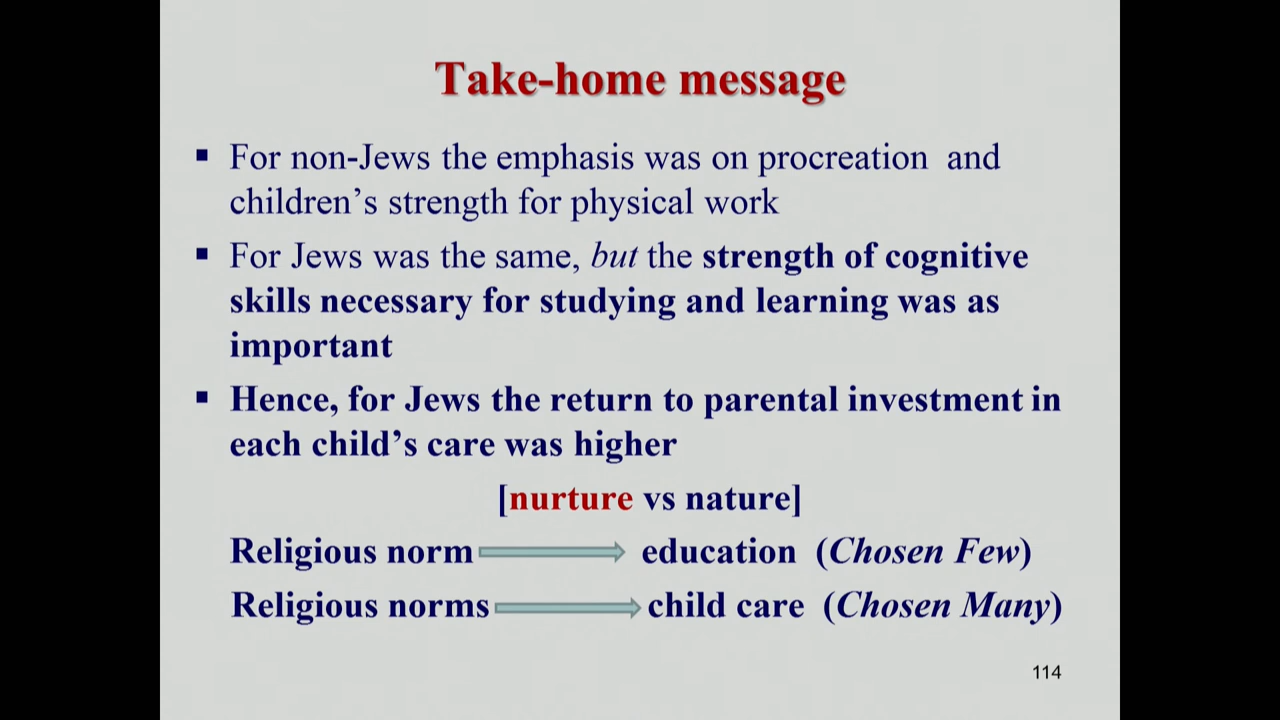 Take-home message
▪ For non-Jews the emphasis was on procreation and
children's strength for physical work
▪ For Jews was the same, but the strength of cognitive
skills necessary for studying and learning was as
important
▪ Hence, for Jews the return to parental investment in
each child's care was higher
[nurture vs nature]
Religious norm education (Chosen Few)
Religious norms child care (Chosen Many)
114